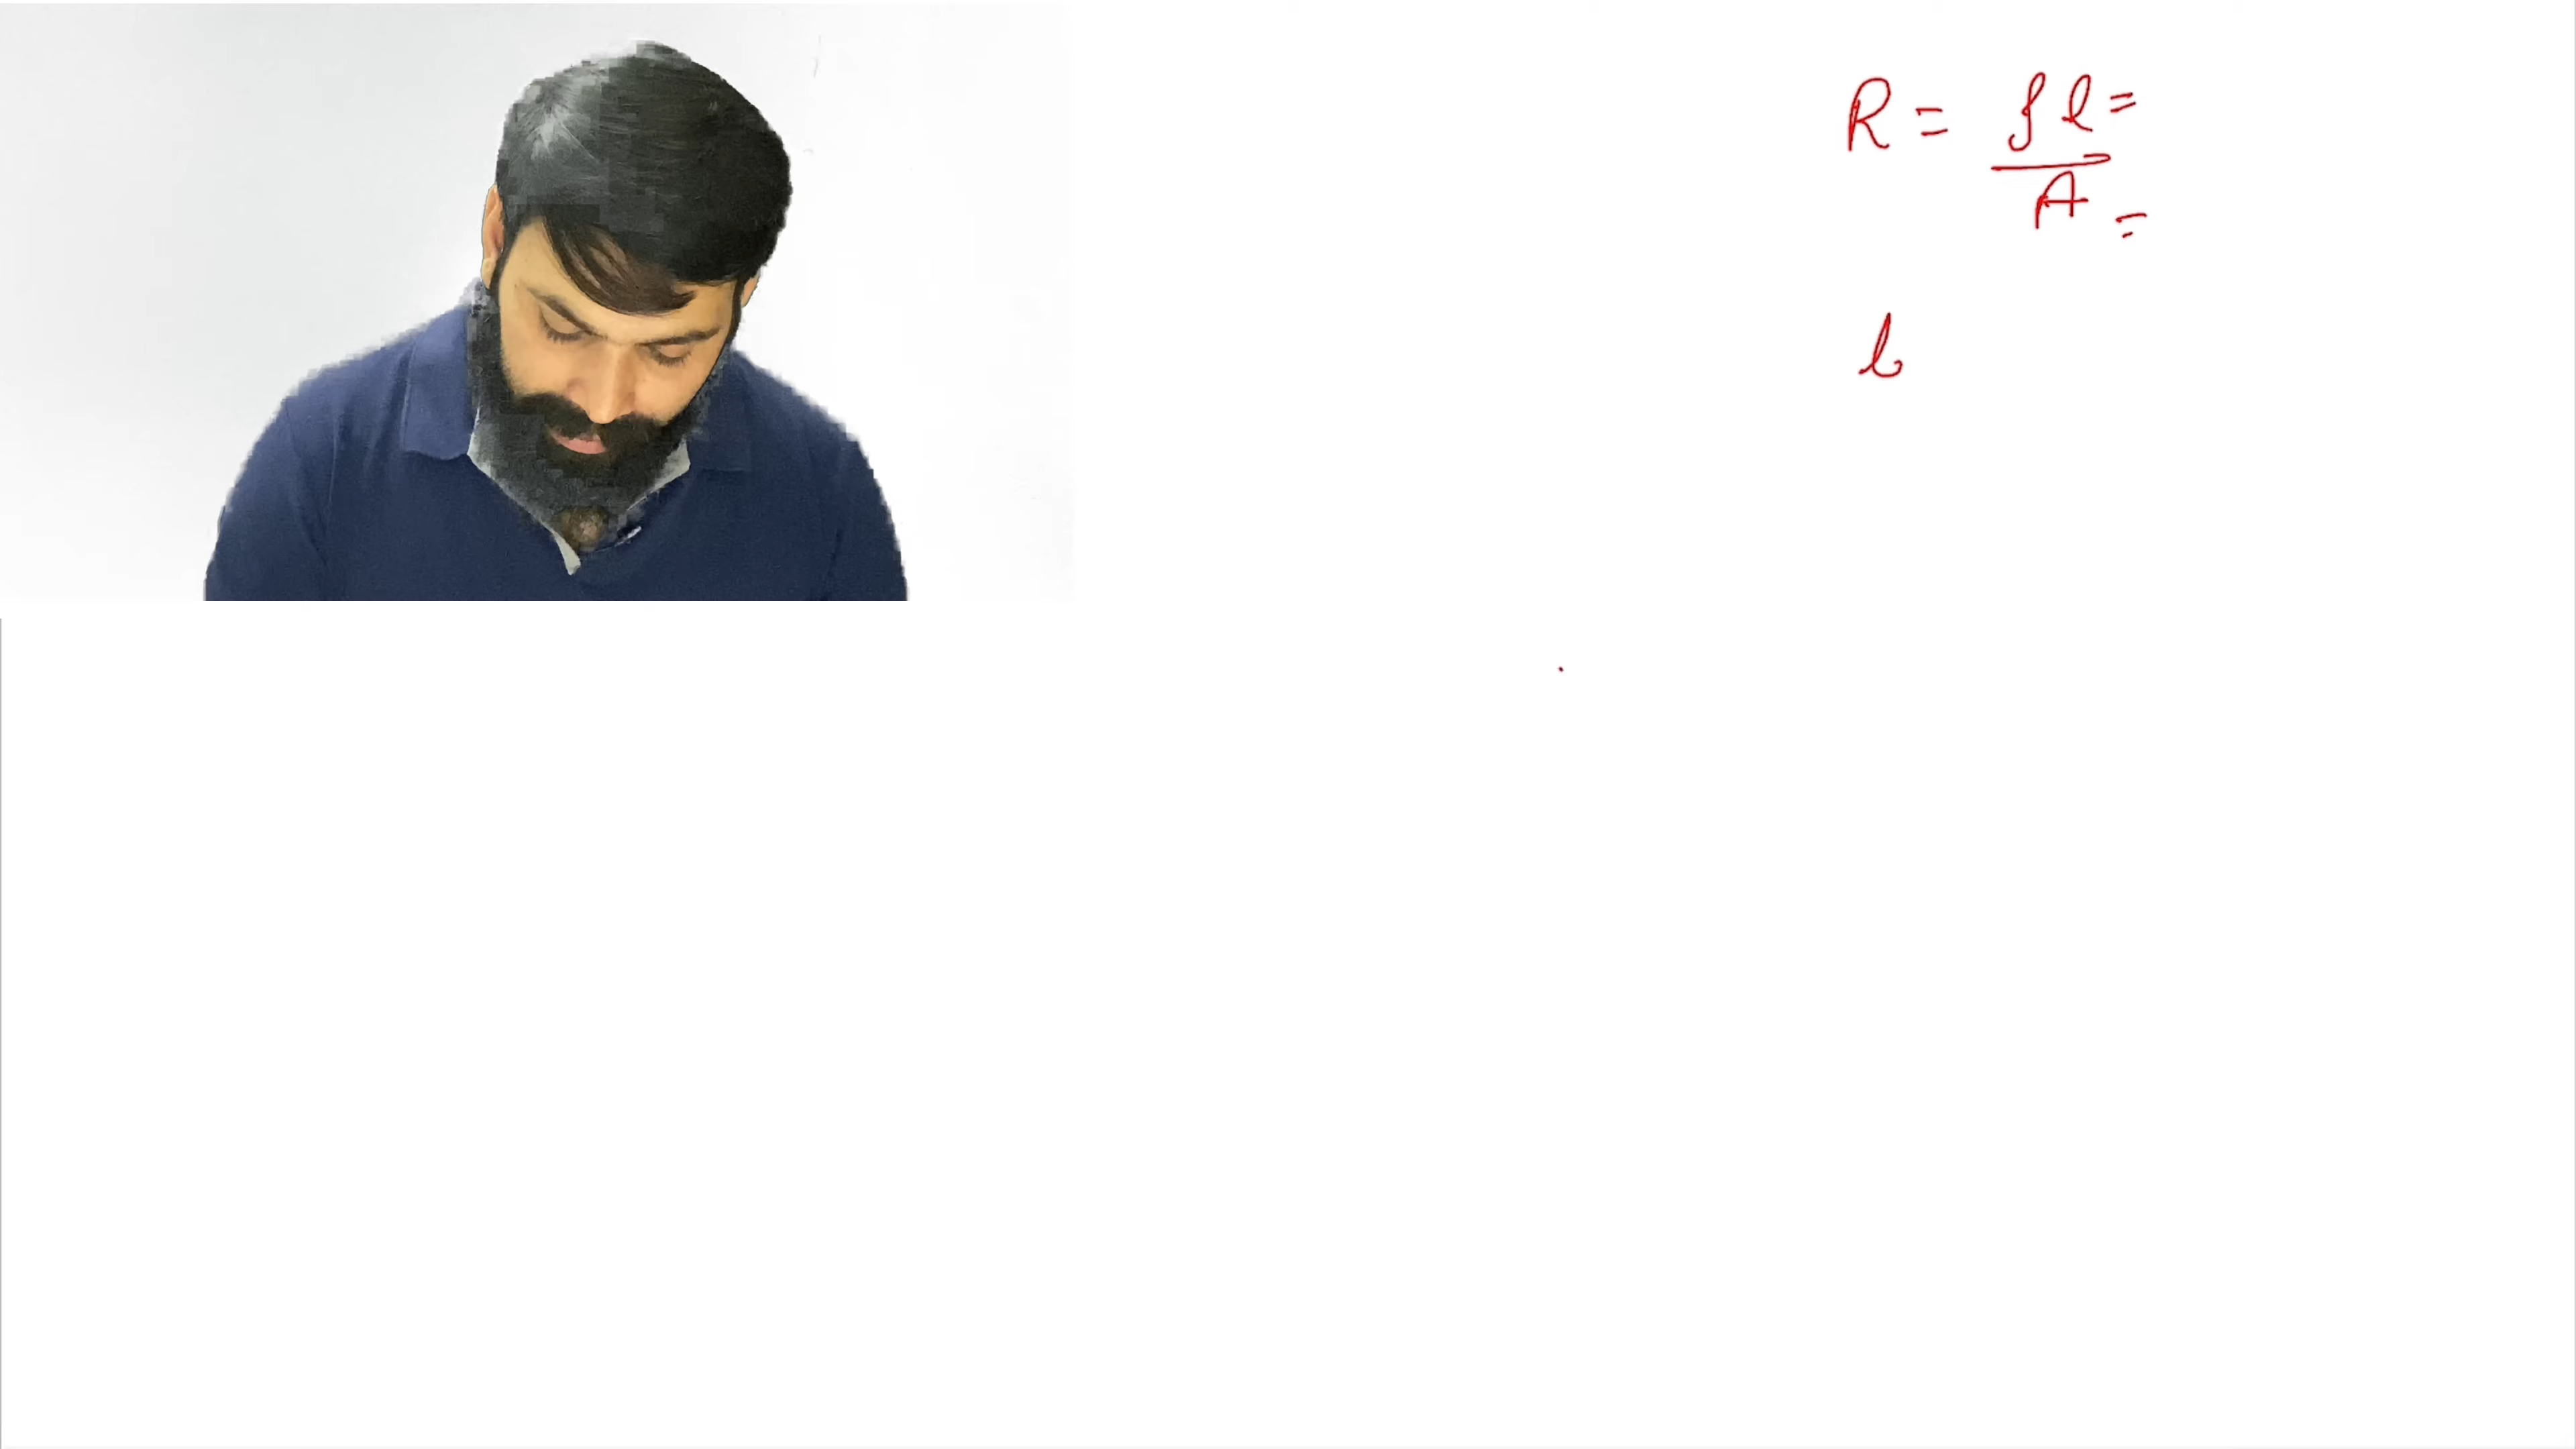 R = ρl=
A =
l